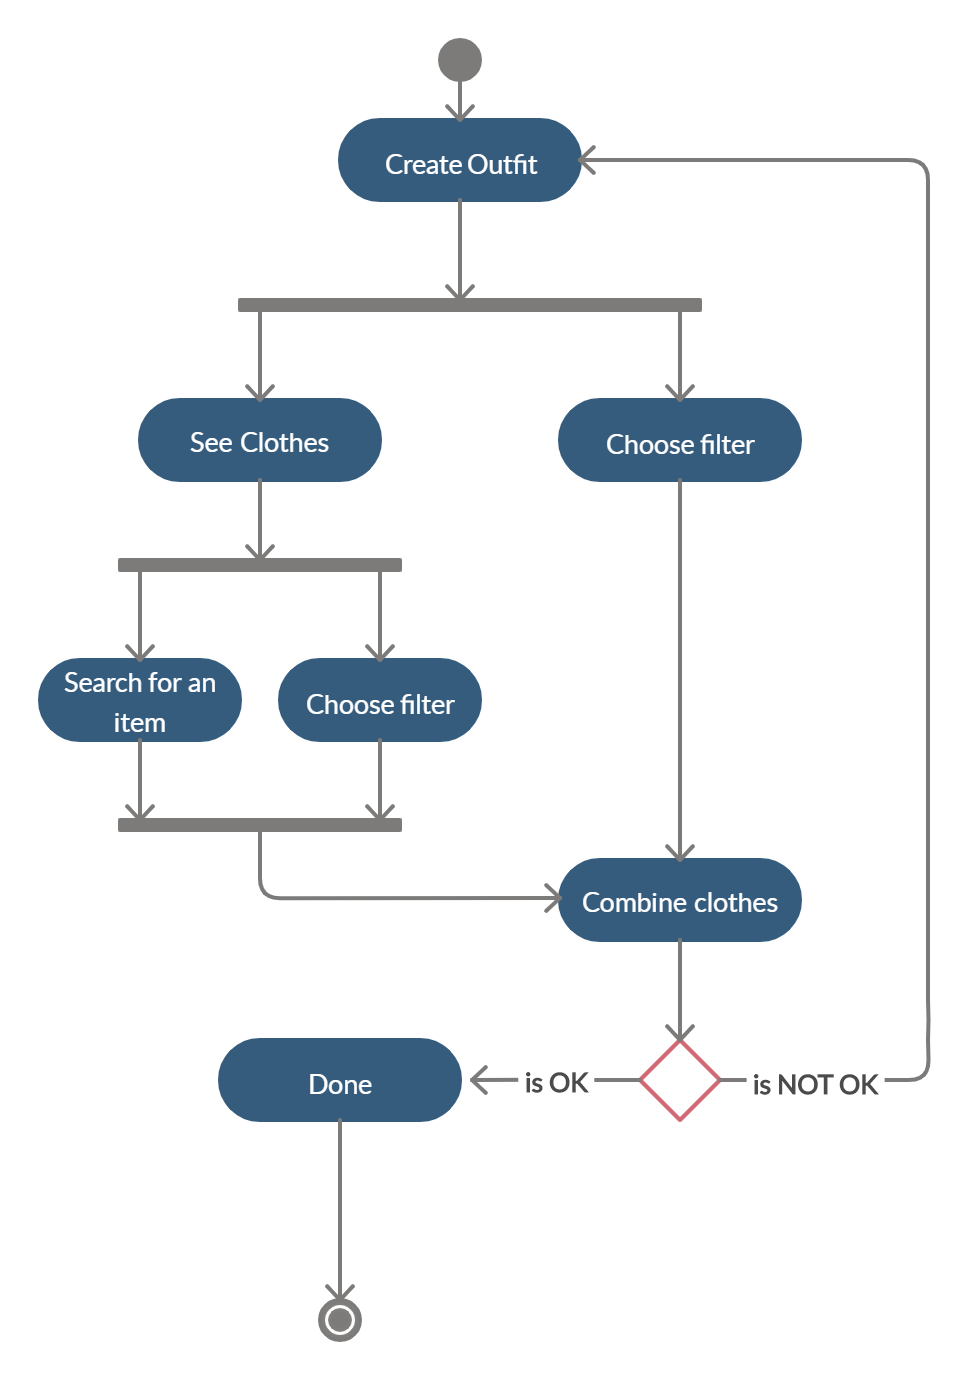 Create Outfit
See Clothes
Choose filter
Search for an
item
Choose filter
Combine clothes
Done
is OK
is NOT OK